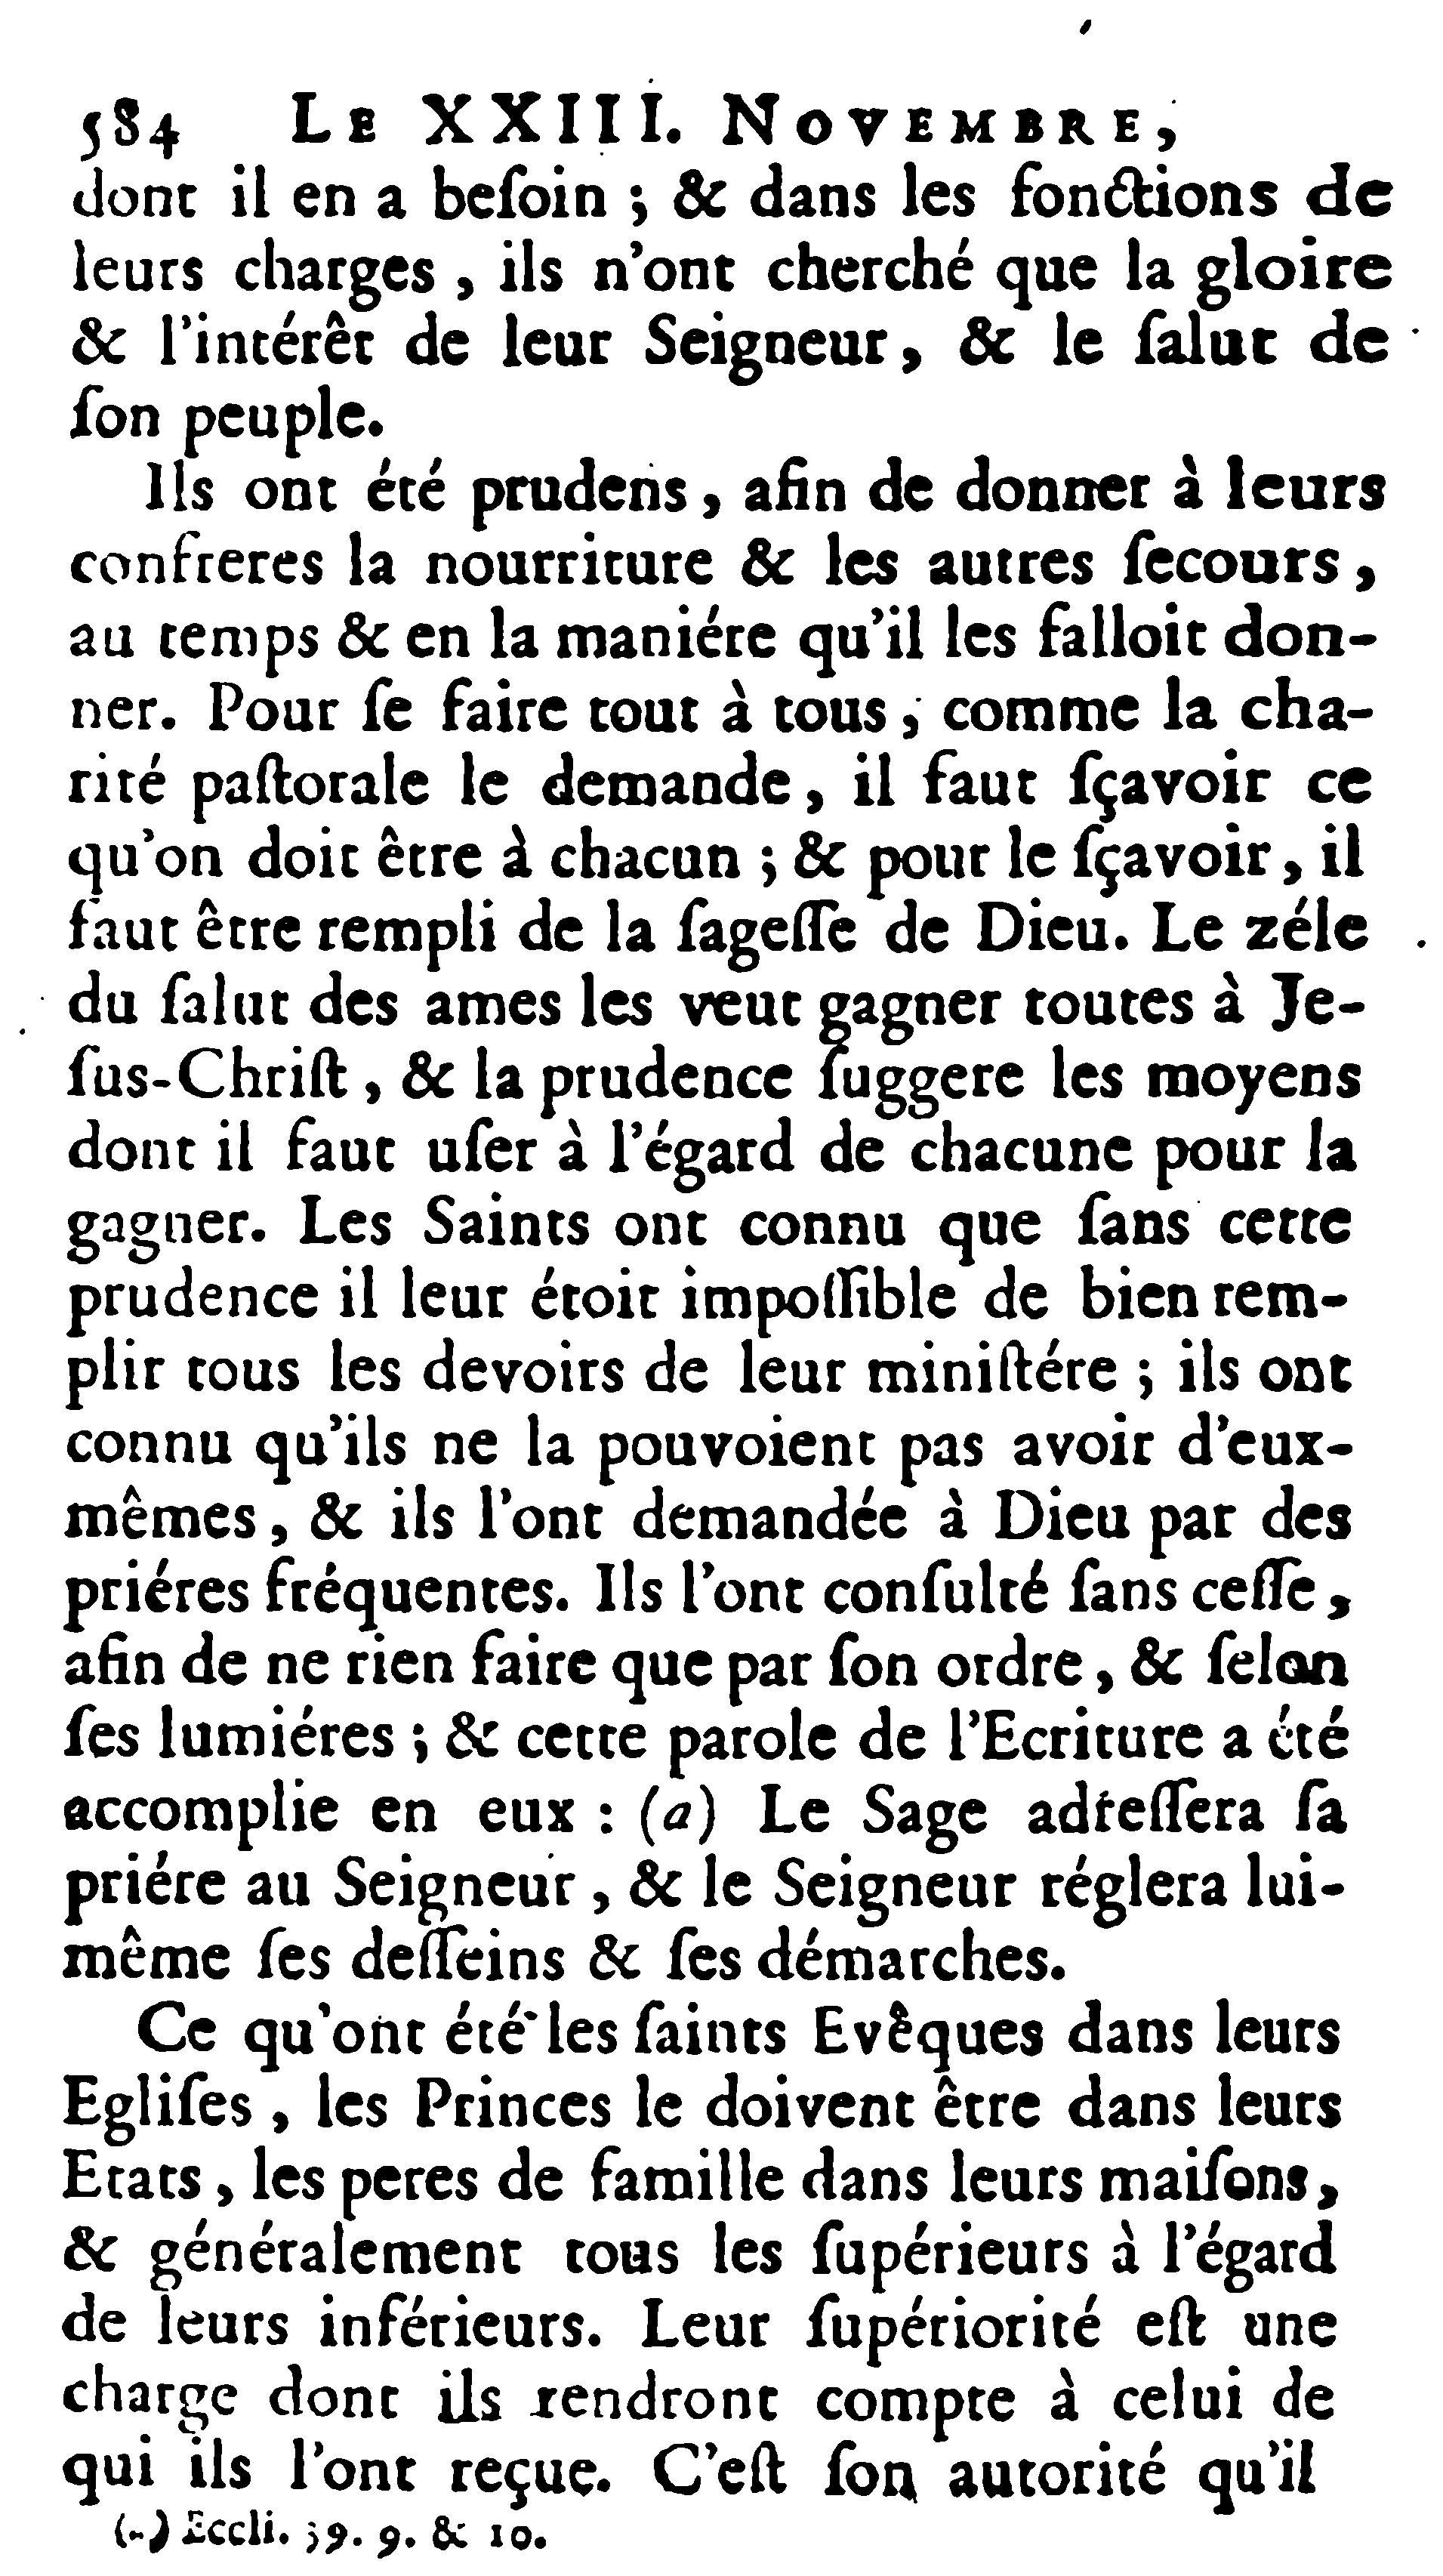 584 LE XXIII. NOVEMBRE,
dont il en a beſoin ; & dans les fonctions de
leurs charges , ils n'ont cherché que la gloire
& l'intérêt de leur Seigneur, & le ſalut de
ſon peuple.
Ils ont été prudens, afin de donner à leurs
confreres la nourriture & les autres ſecours,
au temps & en la maniére qu'il les falloit don-
ner. Pour ſe faire tout à tous, comme la cha-
rité paſtorale le demande, il faut ſçavoir ce
qu'on doit être à chacun ; & pour le ſçavoir, il
faut être rempli de la ſageſſe de Dieu. Le zéle
du ſalut des ames les veut gagner toutes à Je-
ſus-Chriſt, & la prudence ſuggere les moyens
dont il faut uſer à l'égard de chacune pour la
gagner. Les Saints ont connu que ſans cette
prudence il leur étoit impoſſible de bien rem-
plir tous les devoirs de leur miniſtére ; ils ont
connu qu'ils ne la pouvoient pas avoir d'eux-
mêmes, & ils l'ont demandée à Dieu par des
priéres fréquentes. Ils l'ont conſulté ſans ceſſe,
afin de ne rien faire que par ſon ordre, & ſelon
ſes lumiéres ; & cette parole de l'Ecriture a été
accomplie en eux : (a) Le Sage adreſſera ſa
priére au Seigneur, & le Seigneur réglera lui-
même ſes deſſeins & ſes démarches.
Ce qu'ont été les ſaints Evêques dans leurs
Egliſes, les Princes le doivent être dans leurs
Etats, les peres de famille dans leurs maiſons,
& généralement tous les ſupérieurs à l'égard
de leurs inférieurs. Leur ſupériorité eſt une
charge dont ils rendront compte à celui de
qui ils l'ont reçue. C'eſt ſon autorité qu'il
(a) Eccli. 39. 9. & 10.